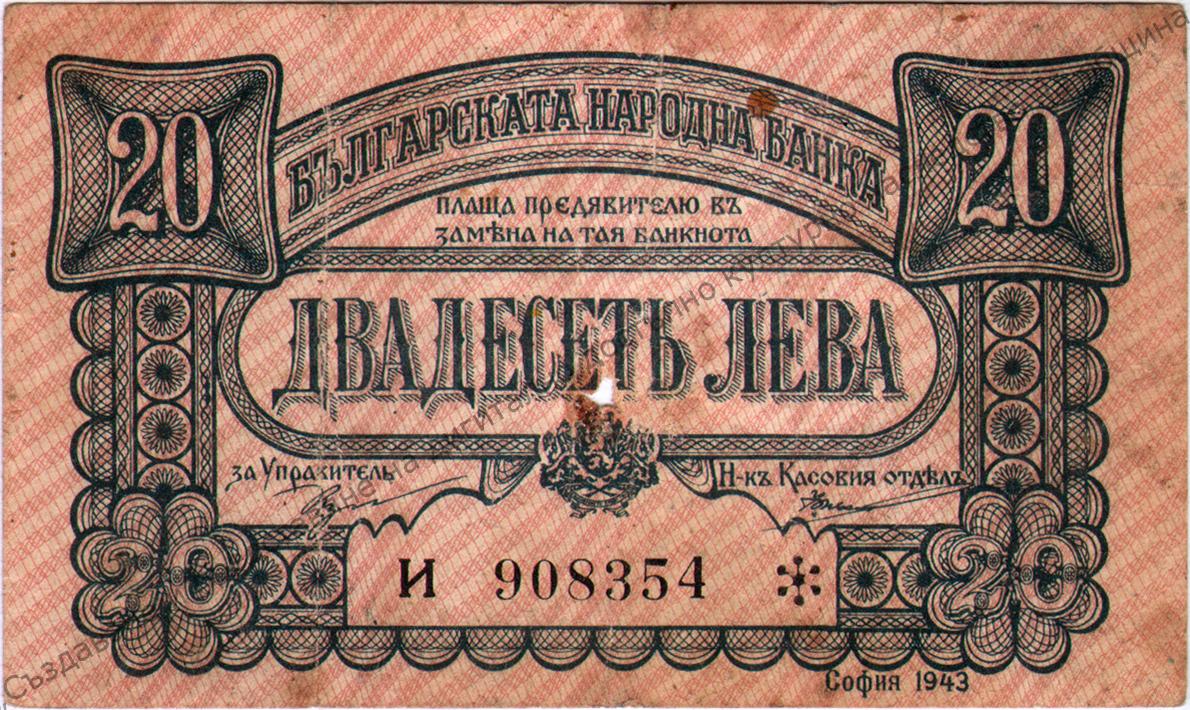 20
БЪЛГАРСКАТА НАРОДНА БАНКА
20
ПЛАЩА ПРЕДЯВИТЕЛЮ ВЪ
ЗАМѢНА НА ТАЯ БАНКНОТА
ДВАДЕСЕТЬ ЛЕВА
ЗА УПРАВИТЕЛЬ
Н-КЪ КАСОВИЯ ОТДѢЛЪ
20
И 908354
20
София 1943